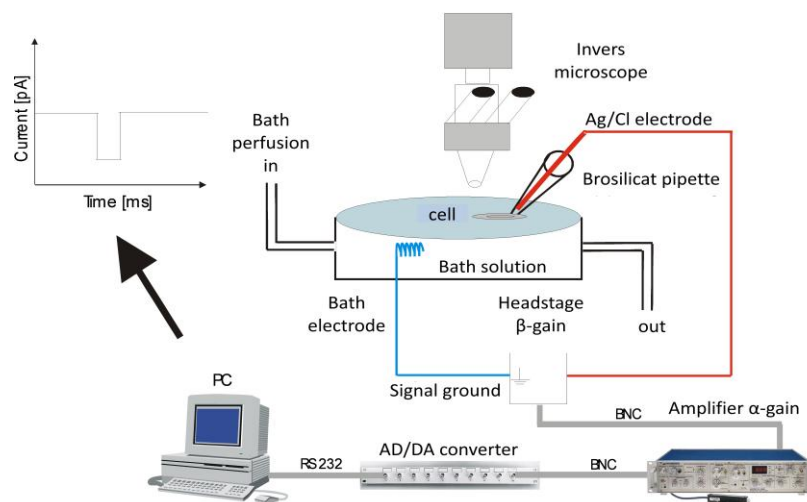 Current [pA]
Time [ms]
Invers
microscope
Bath
perfusion
in
Ag/Cl electrode
Brosilicat pipette
cell
Bath solution
Bath
electrode
Headstage
β-gain
out
Signal ground
PC
RS232
AD/DA converter
BNC
BNC
Amplifier α-gain